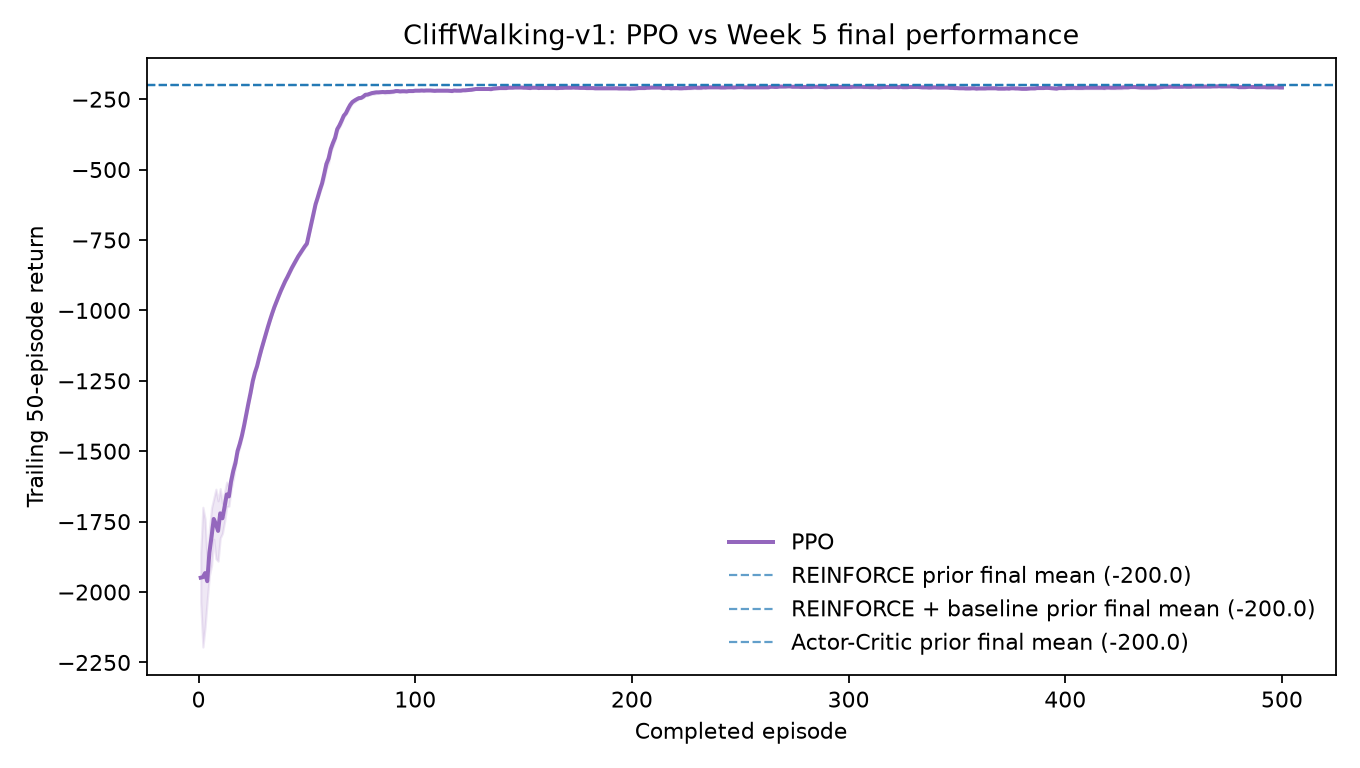 CliffWalking-v1: PPO vs Week 5 final performance
Trailing 50-episode return
−250
−500
−750
−1000
−1250
−1500
−1750
−2000
−2250
PPO
REINFORCE prior final mean (-200.0)
REINFORCE + baseline prior final mean (-200.0)
Actor-Critic prior final mean (-200.0)
0 100 200 300 400 500
Completed episode